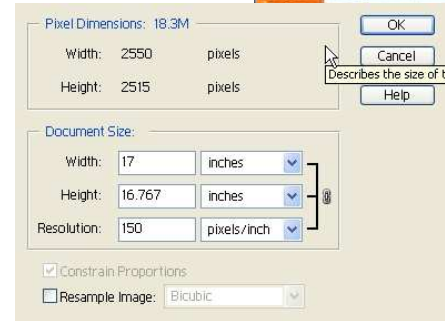 Pixel Dimensions: 18.3M
OK
Width: 2550 pixels
Cancel
Describes the size of t
Height: 2515 pixels
Help
Document Size:
Width: 17 inches
Height: 16.767 inches
Resolution: 150 pixels/inch
Constrain Proportions
Resample Image: Bicubic